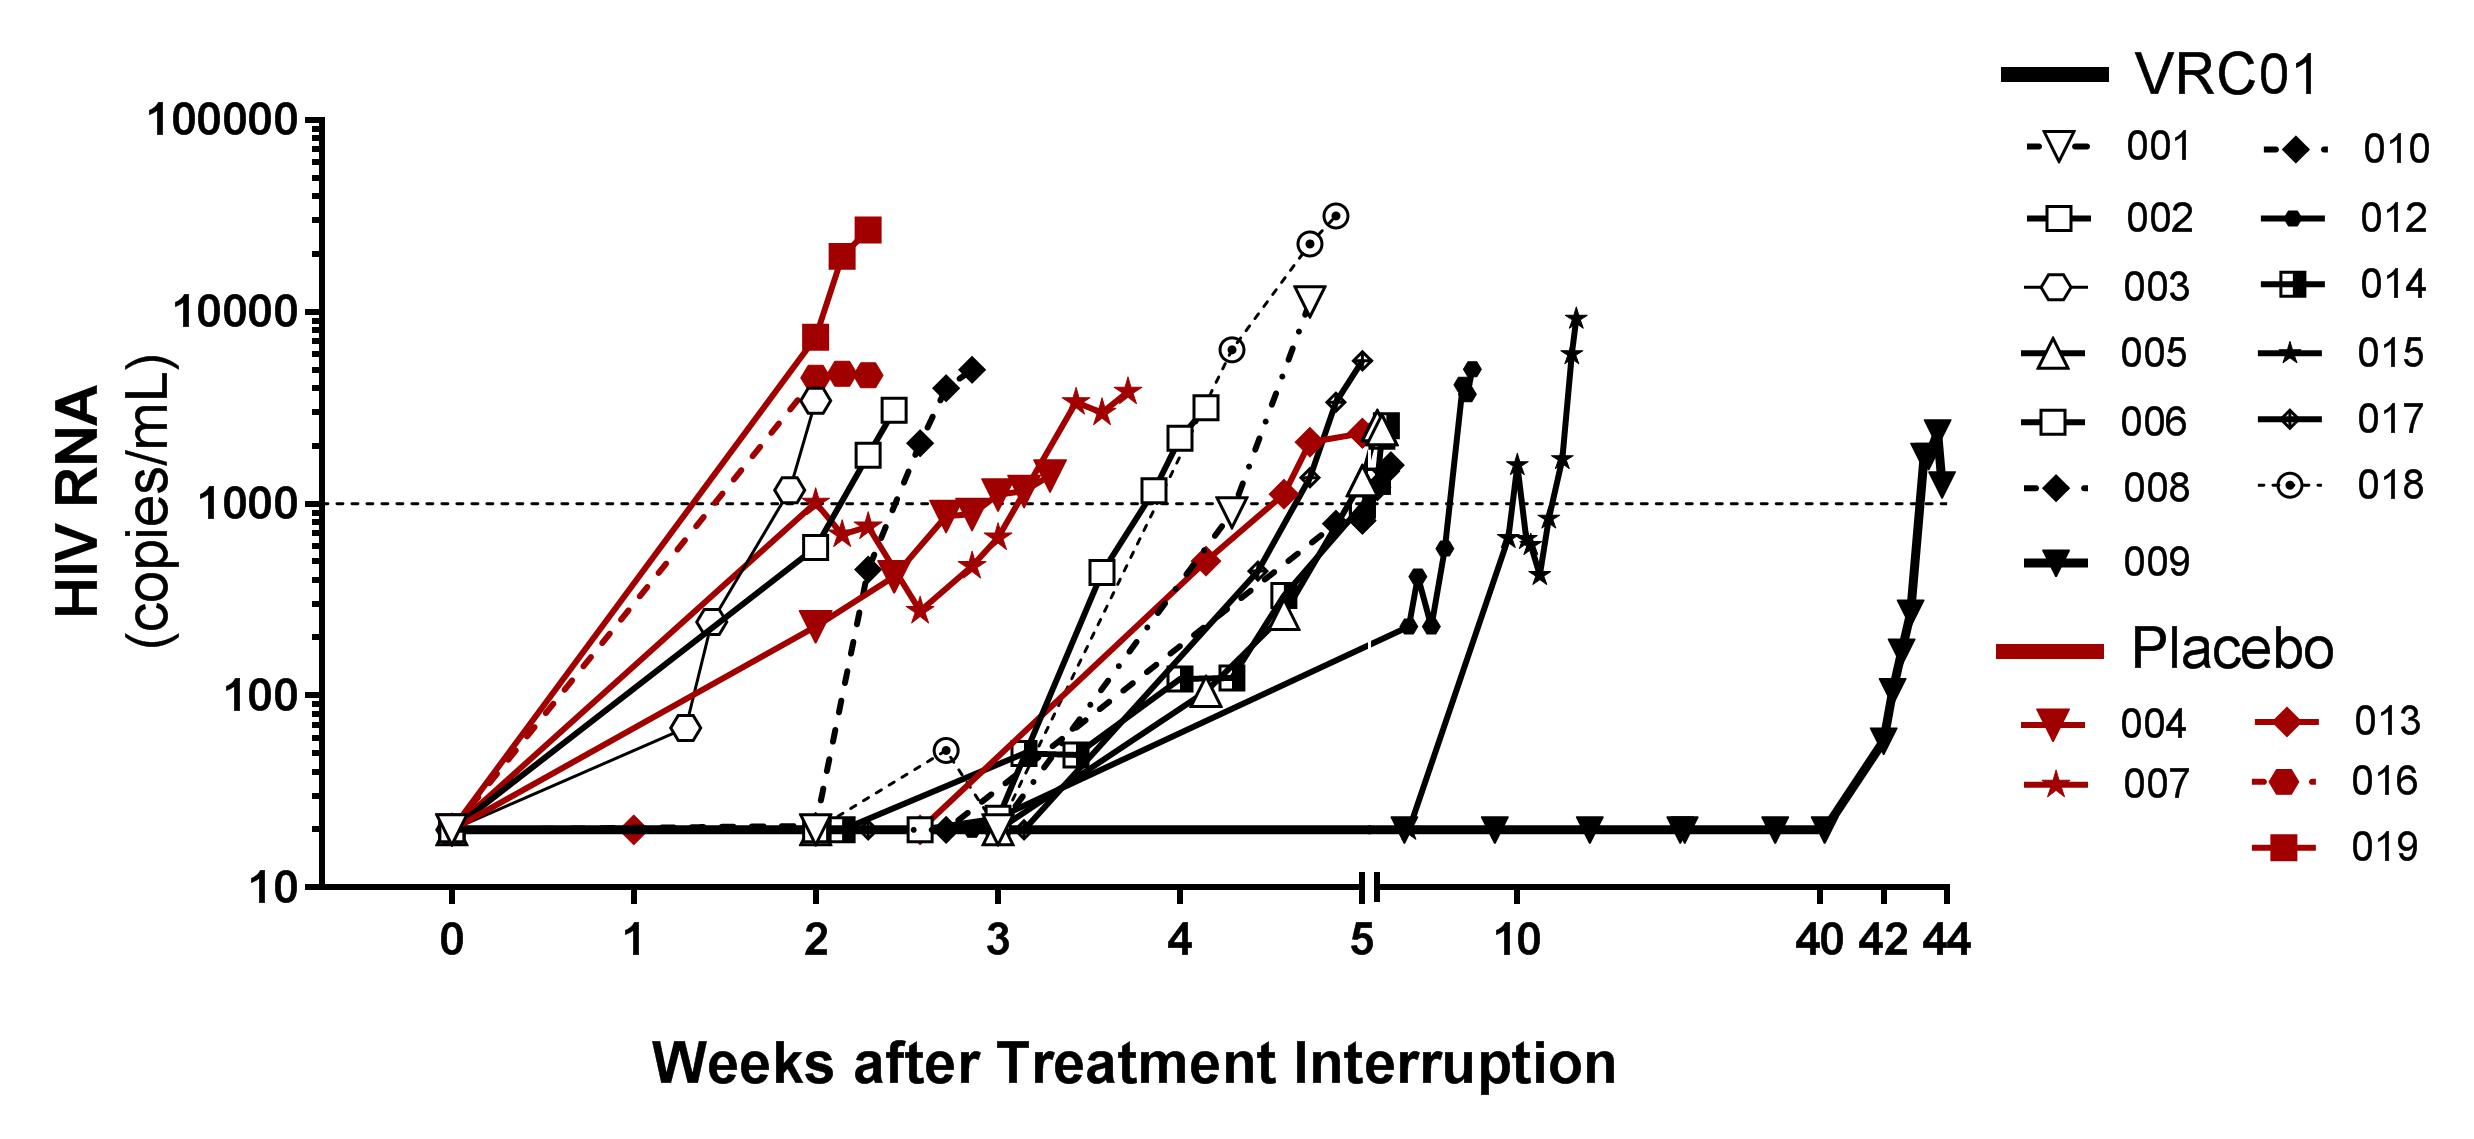 HIV RNA
(copies/mL)
100000
10000
1000
100
10
0 1 2 3 4 5 10 40 42 44
Weeks after Treatment Interruption
VRC01
001 010
002 012
003 014
005 015
006 017
008 018
009
Placebo
004 013
007 016
019